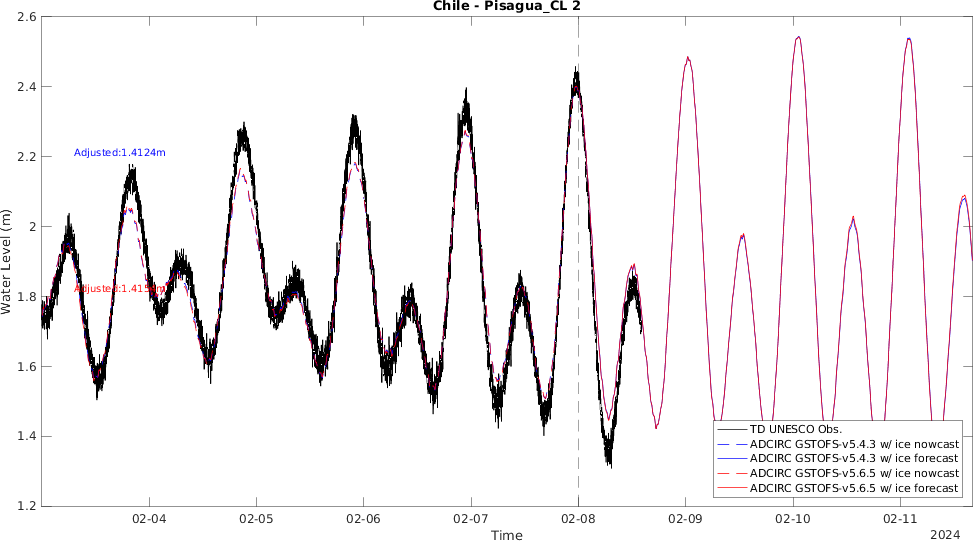 Chile - Pisagua_CL 2
Water Level (m)
2.6
2.4
2.2
2
1.8
1.6
1.4
1.2
Adjusted:1.4124m
TD UNESCO Obs.
ADCIRC GSTOFS-v5.4.3 w/ ice nowcast
ADCIRC GSTOFS-v5.4.3 w/ ice forecast
ADCIRC GSTOFS-v5.6.5 w/ ice nowcast
ADCIRC GSTOFS-v5.6.5 w/ ice forecast
02-04 02-05 02-06 02-07 02-08 02-09 02-10 02-11
Time
2024